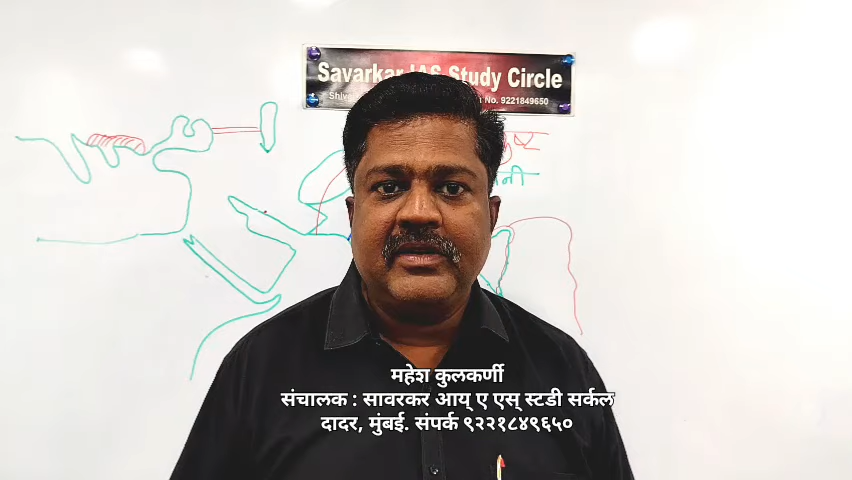 Savarkar IAS Study Circle
No. 9221849650
महेश कुलकर्णी
संचालक : सावरकर आय् ए एस् स्टडी सर्कल
दादर, मुंबई. संपर्क ९२२१८४९६५०